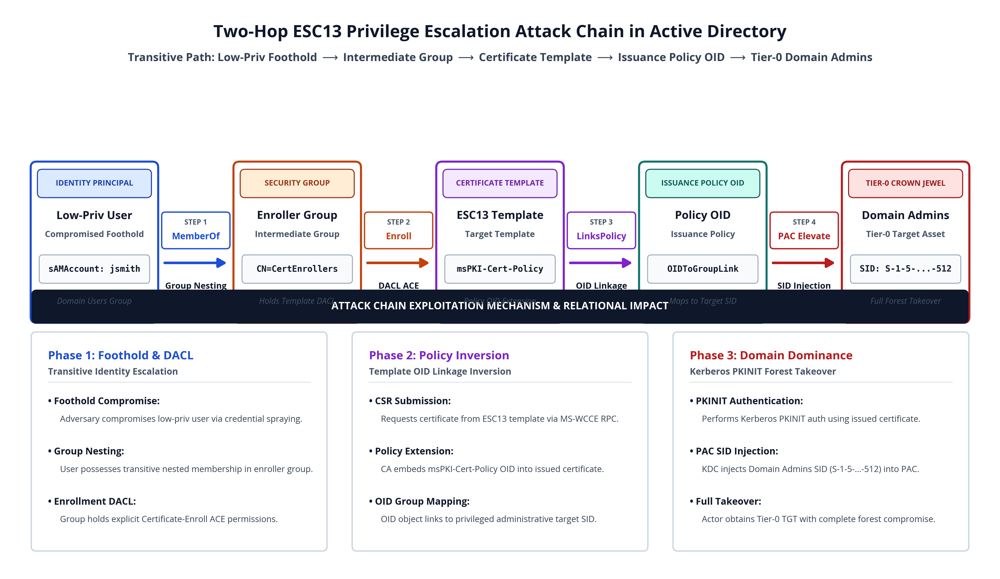 Two-Hop ESC13 Privilege Escalation Attack Chain in Active Directory
Transitive Path: Low-Priv Foothold ⟶ Intermediate Group ⟶ Certificate Template ⟶ Issuance Policy OID ⟶ Tier-0 Domain Admins
IDENTITY PRINCIPAL
Low-Priv User
Compromised Foothold
sAMAccount: jsmith
Domain Users Group
STEP 1
MemberOf
Group Nesting
SECURITY GROUP
Enroller Group
Intermediate Group
CN=CertEnrollers
Holds Template DACL
STEP 2
Enroll
DACL ACE
CERTIFICATE TEMPLATE
ESC13 Template
Target Template
msPKI-Cert-Policy
Policy OID Extension
STEP 3
LinksPolicy
OID Linkage
ISSUANCE POLICY OID
Policy OID
Issuance Policy
OIDToGroupLink
Maps to Target SID
STEP 4
PAC Elevate
SID Injection
TIER-0 CROWN JEWEL
Domain Admins
Tier-0 Target Asset
SID: S-1-5-...-512
Full Forest Takeover
ATTACK CHAIN EXPLOITATION MECHANISM & RELATIONAL IMPACT
Phase 1: Foothold & DACL
Transitive Identity Escalation
• Foothold Compromise:
Adversary compromises low-priv user via credential spraying.
• Group Nesting:
User possesses transitive nested membership in enroller group.
• Enrollment DACL:
Group holds explicit Certificate-Enroll ACE permissions.
Phase 2: Policy Inversion
Template OID Linkage Inversion
• CSR Submission:
Requests certificate from ESC13 template via MS-WCCE RPC.
• Policy Extension:
CA embeds msPKI-Cert-Policy OID into issued certificate.
• OID Group Mapping:
OID object links to privileged administrative target SID.
Phase 3: Domain Dominance
Kerberos PKINIT Forest Takeover
• PKINIT Authentication:
Performs Kerberos PKINIT auth using issued certificate.
• PAC SID Injection:
KDC injects Domain Admins SID (S-1-5-...-512) into PAC.
• Full Takeover:
Actor obtains Tier-0 TGT with complete forest compromise.